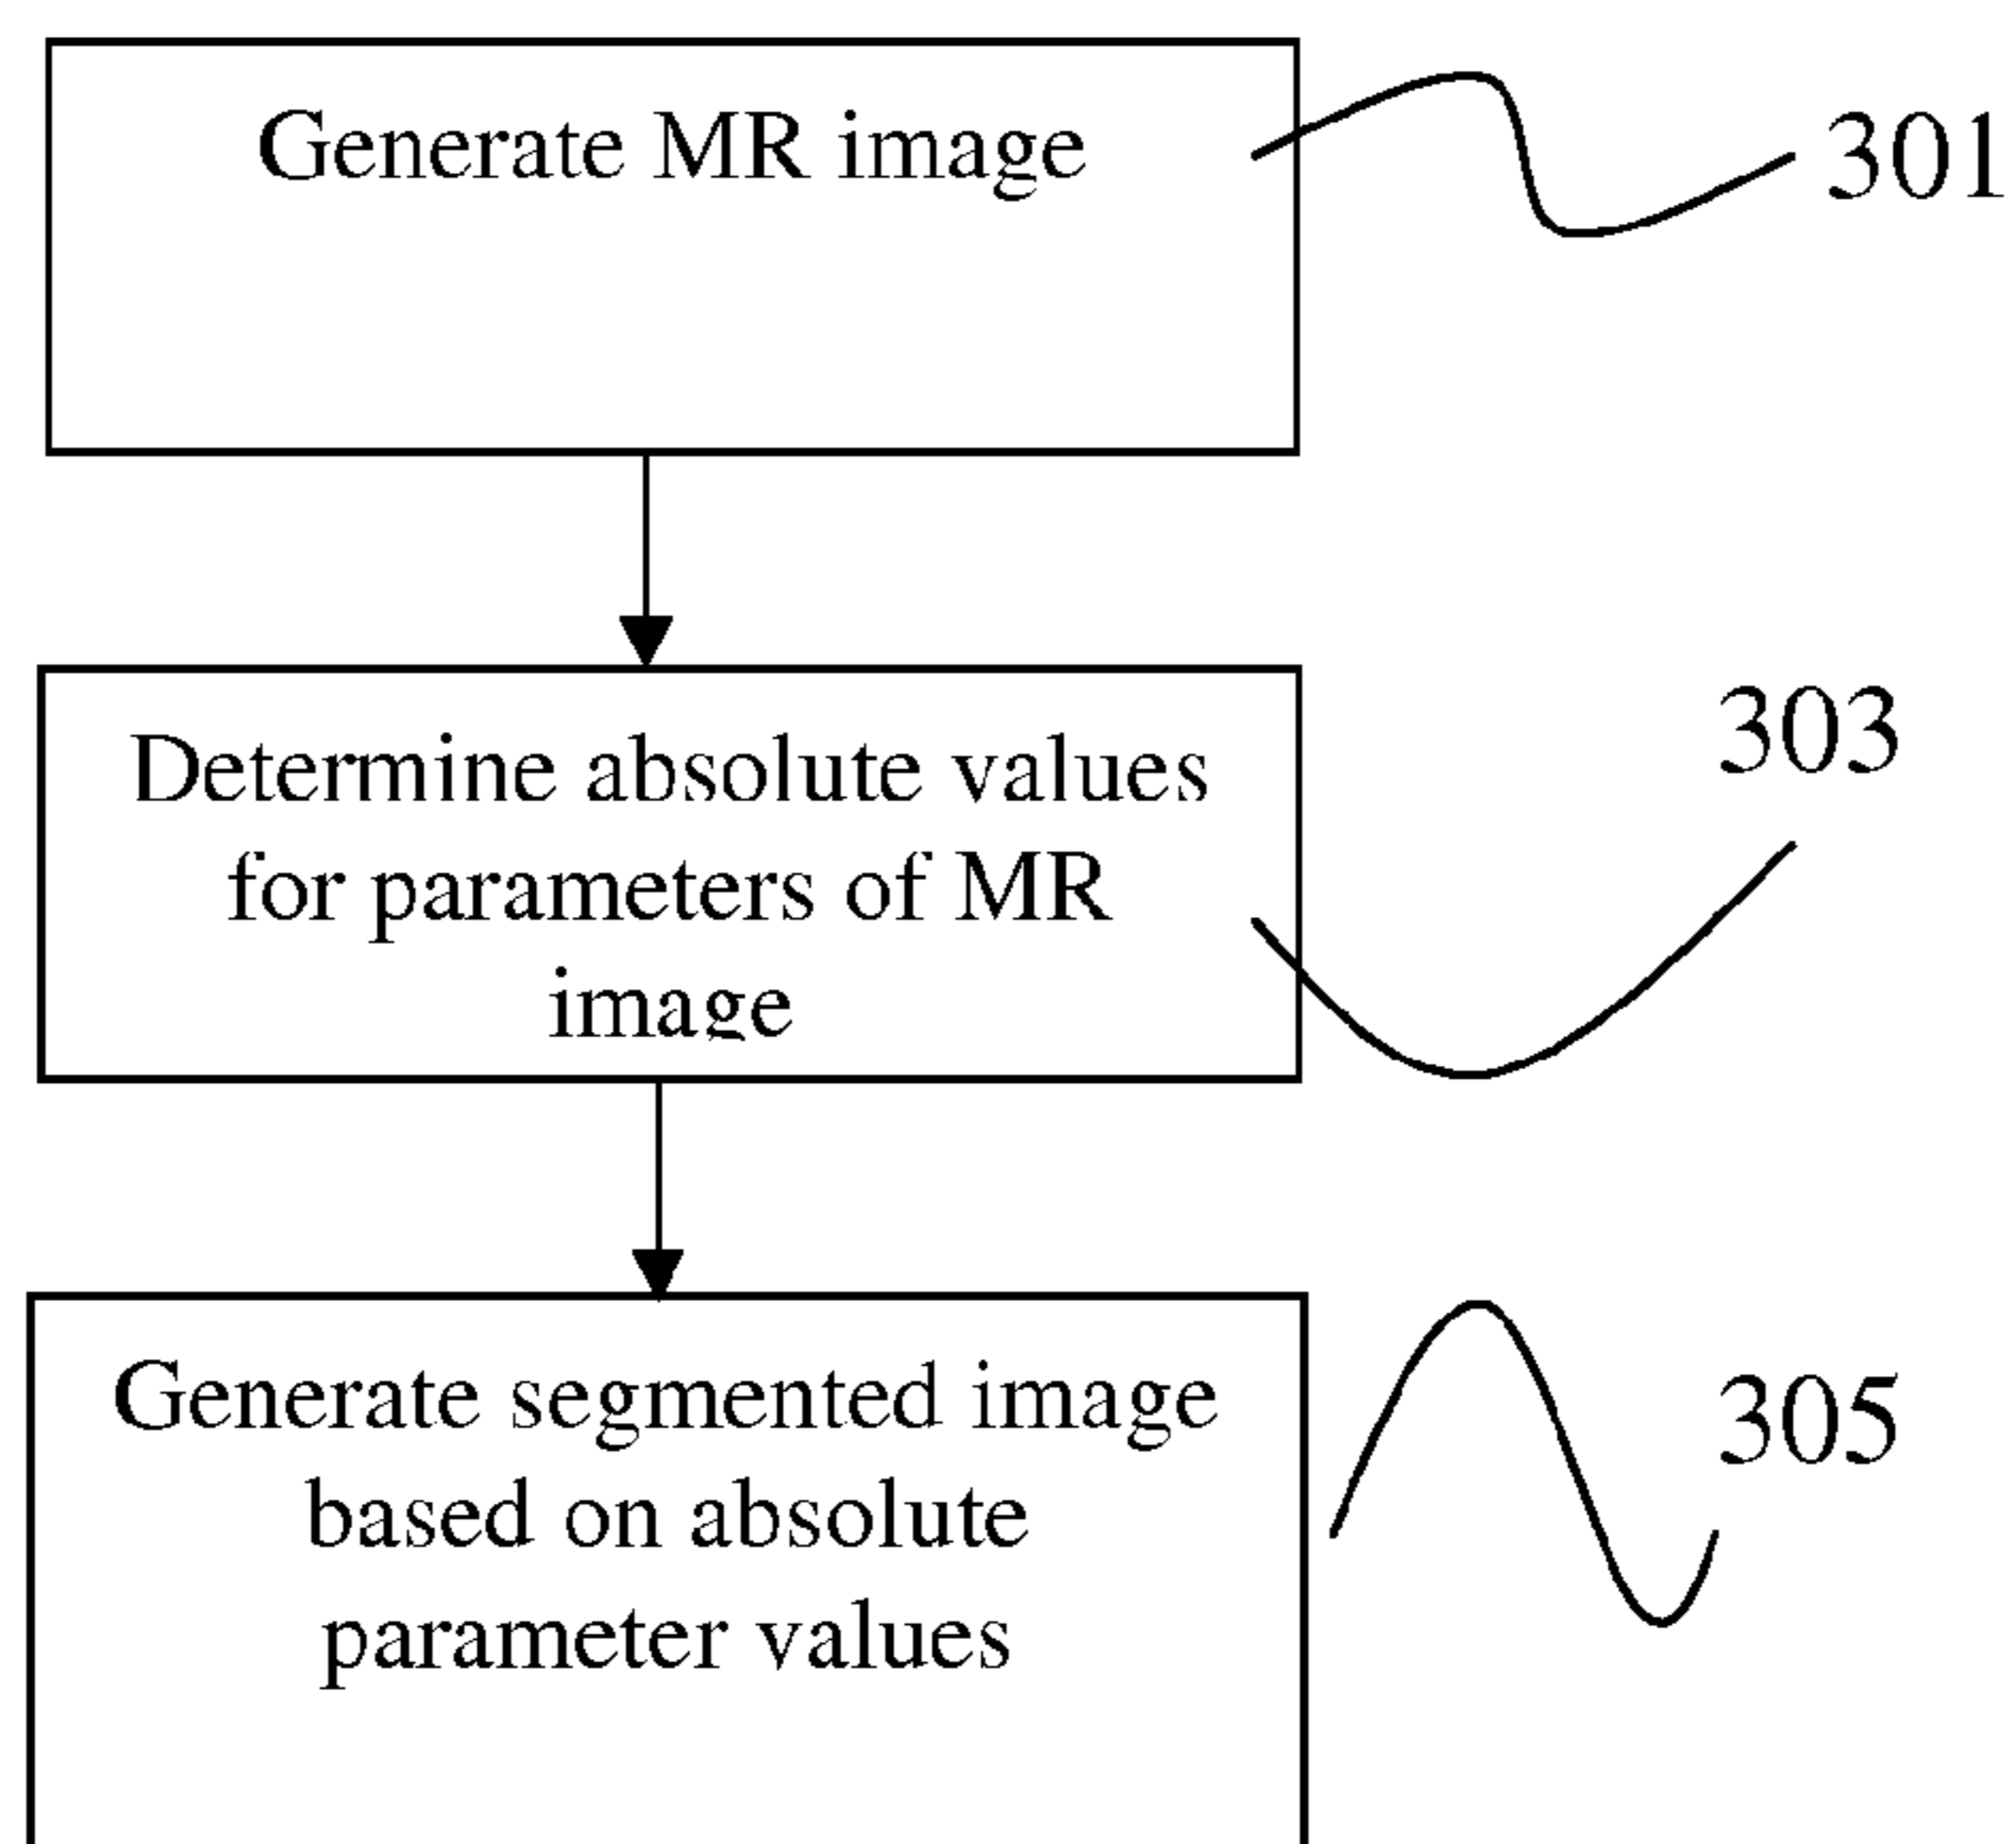 Generate MR image
301
Determine absolute values
for parameters of MR
image
303
Generate segmented image
based on absolute
parameter values
305